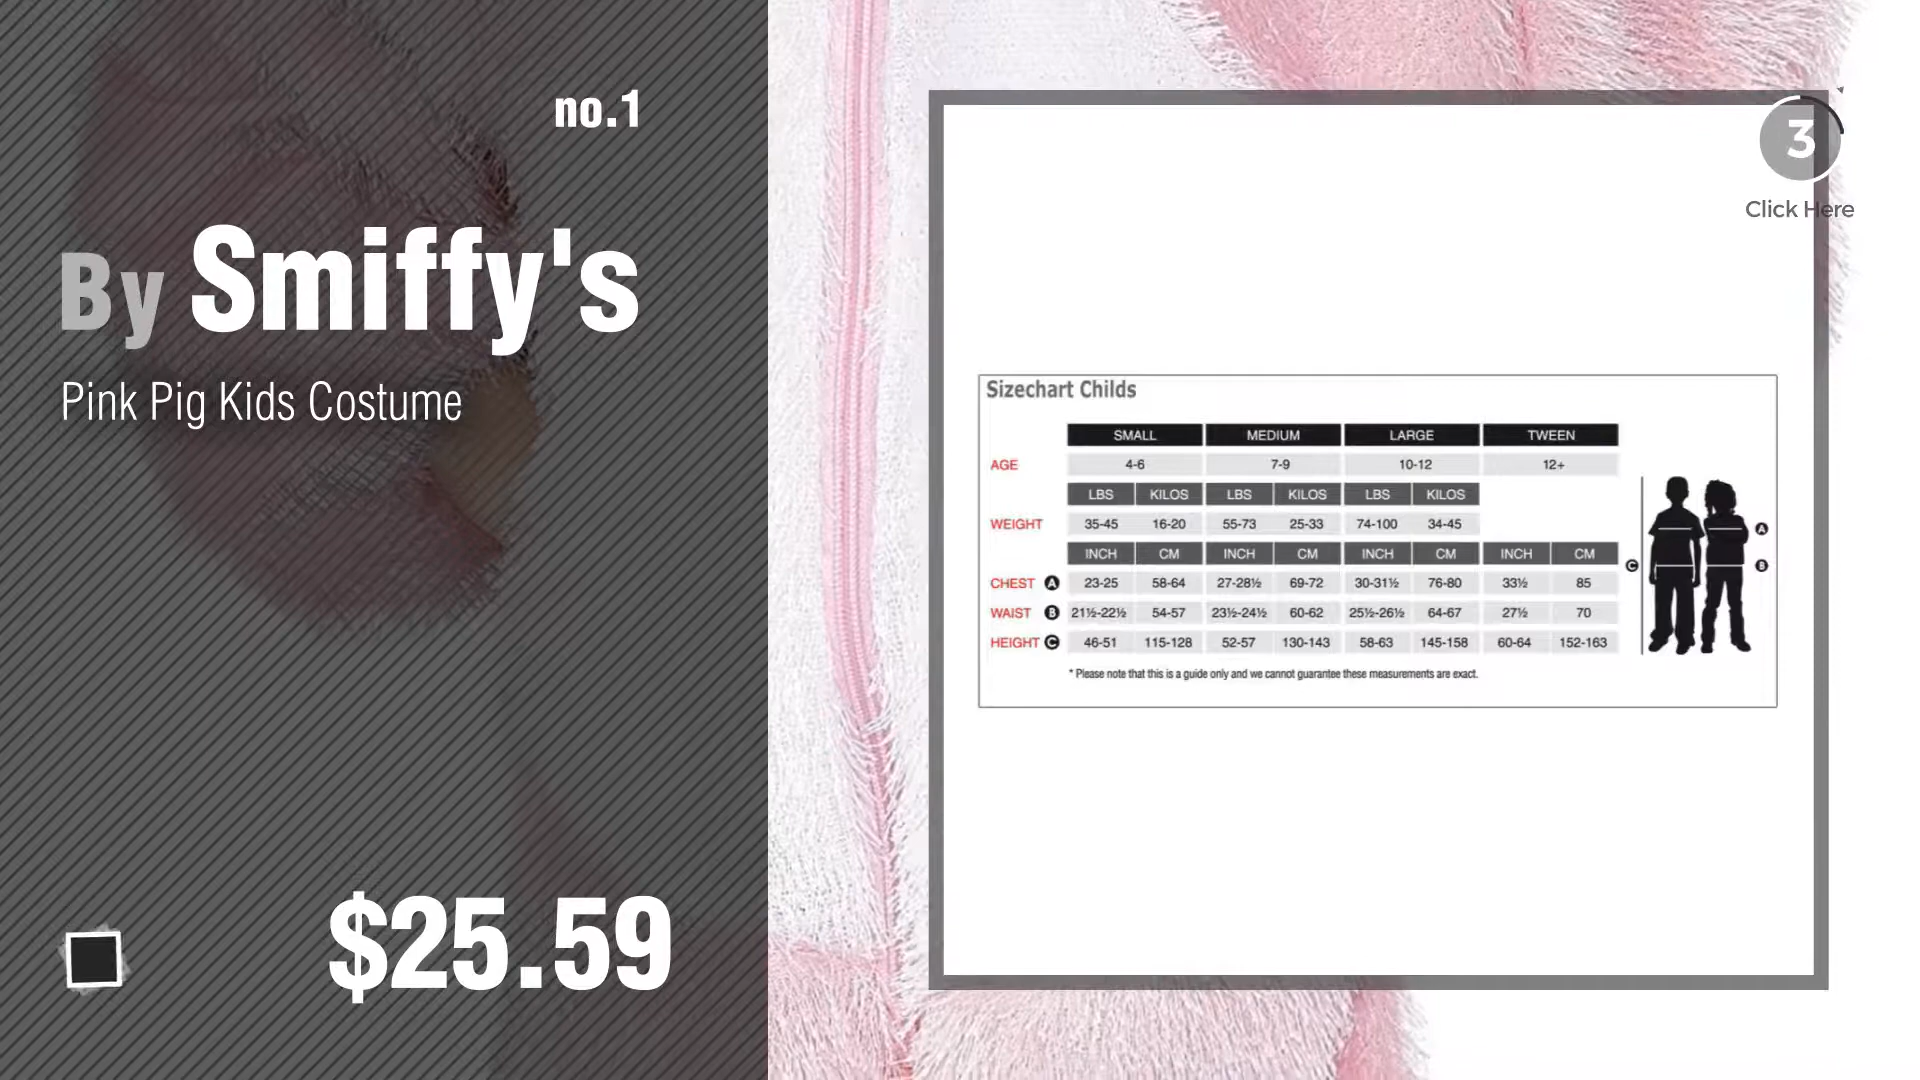 no.1
By Smiffy's
Pink Pig Kids Costume
$25.59
3
Click Here
Sizechart Childs
SMALL MEDIUM LARGE TWEEN
AGE 4-6 7-9 10-12 12+
LBS KILOS LBS KILOS LBS KILOS
WEIGHT 35-45 16-20 55-73 25-33 74-100 34-45
INCH CM INCH CM INCH CM INCH CM
CHEST A 23-25 58-64 27-28½ 69-72 30-31½ 76-80 33½ 85
WAIST B 21½-22½ 54-57 23½-24½ 60-62 25½-26½ 64-67 27½ 70
HEIGHT C 46-51 115-128 52-57 130-143 58-63 145-158 60-64 152-163
* Please note that this is a guide only and we cannot guarantee these measurements are exact.
A
C B